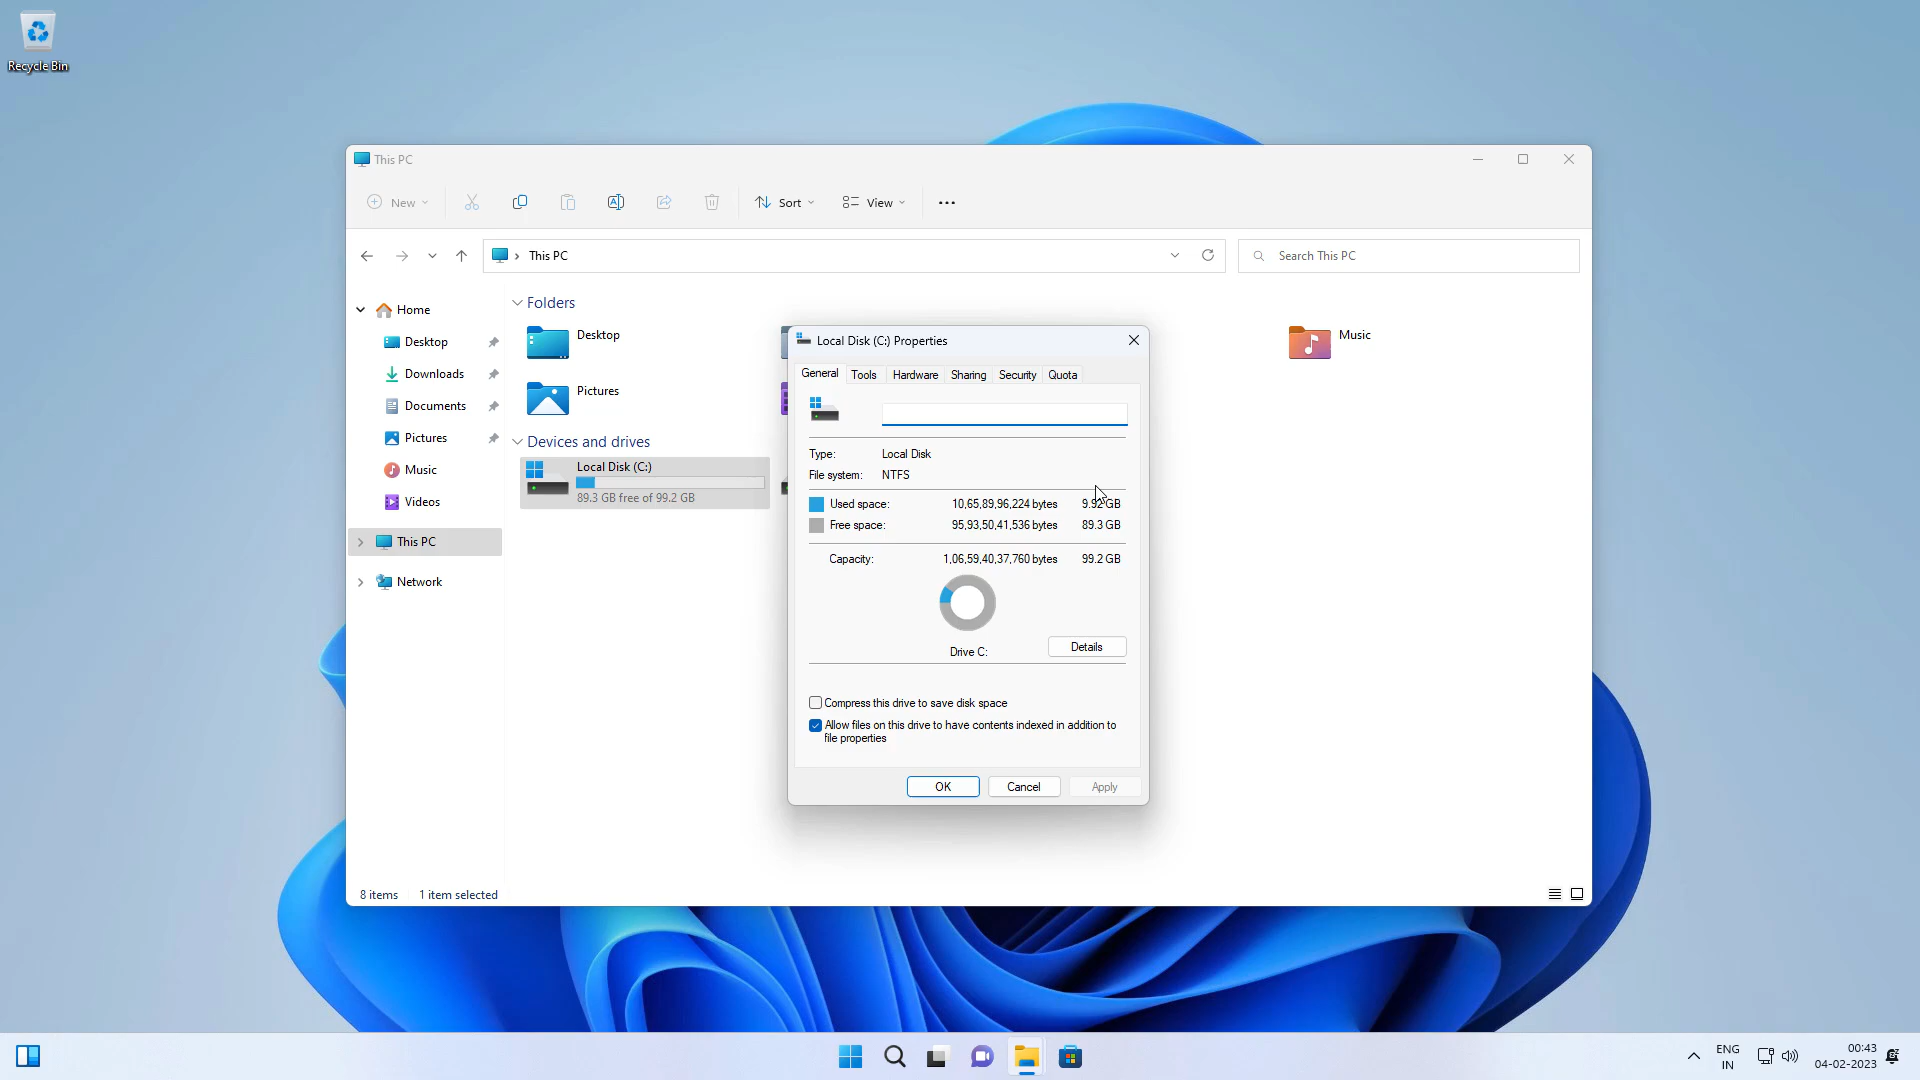 Recycle Bin
This PC
New
Sort
View
This PC
Search This PC
Home
Desktop
Downloads
Documents
Pictures
Music
Videos
This PC
Network
Folders
Desktop
Music
Pictures
Devices and drives
Local Disk (C:)
89.3 GB free of 99.2 GB
Local Disk (C:) Properties
General Tools Hardware Sharing Security Quota
Type: Local Disk
File system: NTFS
Used space: 10,65,89,96,224 bytes 9.92 GB
Free space: 95,93,50,41,536 bytes 89.3 GB
Capacity: 1,06,59,40,37,760 bytes 99.2 GB
Drive C:
Details
Compress this drive to save disk space
Allow files on this drive to have contents indexed in addition to
file properties
OK Cancel Apply
8 items 1 item selected
ENG
IN
00:43
04-02-2023